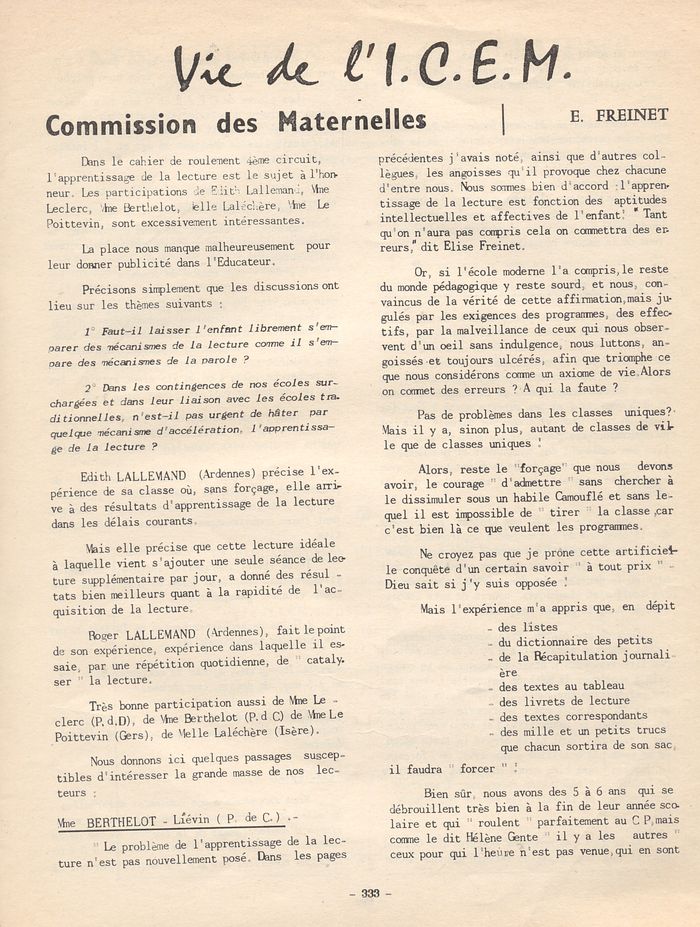 Vie de l'I.C.E.M.
Commission des Maternelles
E. FREINET
Dans le cahier de roulement 4ème circuit,
l'apprentissage de la lecture est le sujet à l'hon-
neur. Les participations de Edith Lallemand, Mme
Leclerc, Mme Berthelot, Melle Laléchère, Mme Le
Poittevin, sont excessivement intéressantes.
La place nous manque malheureusement pour
leur donner publicité dans l'Educateur.
Précisons simplement que les discussions ont
lieu sur les thèmes suivants :
1° Faut-il laisser l'enfant librement s'em-
parer des mécanismes de la lecture comme il s'em-
pare des mécanismes de la parole ?
2° Dans les contingences de nos écoles sur-
chargées et dans leur liaison avec les écoles tra-
ditionnelles, n'est-il pas urgent de hâter par
quelque mécanisme d'accélération, l'apprentissa-
ge de la lecture ?
Edith LALLEMAND (Ardennes) précise l'ex-
périence de sa classe où, sans forçage, elle arri-
ve à des résultats d'apprentissage de la lecture
dans les délais courants.
Mais elle précise que cette lecture idéale
à laquelle vient s'ajouter une seule séance de lec-
ture supplémentaire par jour, a donné des résul -
tats bien meilleurs quant à la rapidité de l'ac-
quisition de la lecture.
Roger LALLEMAND (Ardennes), fait le point
de son expérience, expérience dans laquelle il es-
saie, par une répétition quotidienne, de " cataly-
ser " la lecture.
Très bonne participation aussi de Mme Le -
clerc (P.d.D), de Mme Berthelot (P.d C) de Mme Le
Poittevin (Gers), de Melle Laléchère (Isère).
Nous donnons ici quelques passages suscep-
tibles d'intéresser la grande masse de nos lec-
teurs :
Mme BERTHELOT - Liévin ( P. de C.) .-
" Le problème de l'apprentissage de la lec-
ture n'est pas nouvellement posé. Dans les pages
précédentes j'avais noté, ainsi que d'autres col-
lègues, les angoisses qu'il provoque chez chacune
d'entre nous. Nous sommes bien d'accord : l'appren-
tissage de la lecture est fonction des aptitudes
intellectuelles et affectives de l'enfant! " Tant
qu'on n'aura pas compris cela on commettra des er-
reurs," dit Elise Freinet.
Or, si l'école moderne l'a compris, le reste
du monde pédagogique y reste sourd, et nous, con-
vaincus de la vérité de cette affirmation, mais ju-
gulés par les exigences des programmes, des effec-
tifs, par la malveillance de ceux qui nous obser-
vent d'un oeil sans indulgence, nous luttons, an-
goissés et toujours ulcérés, afin que triomphe ce
que nous considérons comme un axiome de vie. Alors
on commet des erreurs ? A qui la faute ?
Pas de problèmes dans les classes uniques?
Mais il y a, sinon plus, autant de classes de vil-
le que de classes uniques !
Alors, reste le "forçage" que nous devons
avoir, le courage " d'admettre " sans chercher à
le dissimuler sous un habile Camouflé et sans le-
quel il est impossible de " tirer " la classe, car
c'est bien là ce que veulent les programmes.
Ne croyez pas que je prône cette artificiel-
le conquête d'un certain savoir " à tout prix " -
Dieu sait si j'y suis opposée !
Mais l'expérience m'a appris que, en dépit
- des listes
- du dictionnaire des petits
- de la Récapitulation journali
ère
- des textes au tableau
- des livrets de lecture
- des textes correspondants
- des mille et un petits trucs
que chacun sortira de son sac,
il faudra " forcer " !
Bien sûr, nous avons des 5 à 6 ans qui se
débrouillent très bien à la fin de leur année sco-
laire et qui " roulent " parfaitement au C P, mais
comme le dit Hélène Gente " il y a les autres "
ceux pour qui l'heure n'est pas venue, qui en sont
- 333 -